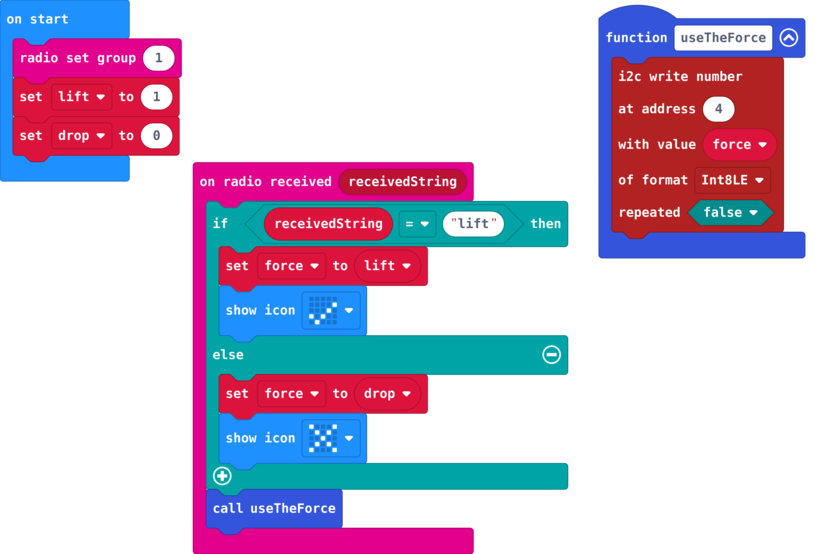 on start
radio set group 1
set lift to 1
set drop to 0
on radio received receivedString
if receivedString = "lift" then
set force to lift
show icon
else
set force to drop
show icon
call useTheForce
function useTheForce
i2c write number
at address 4
with value force
of format Int8LE
repeated false